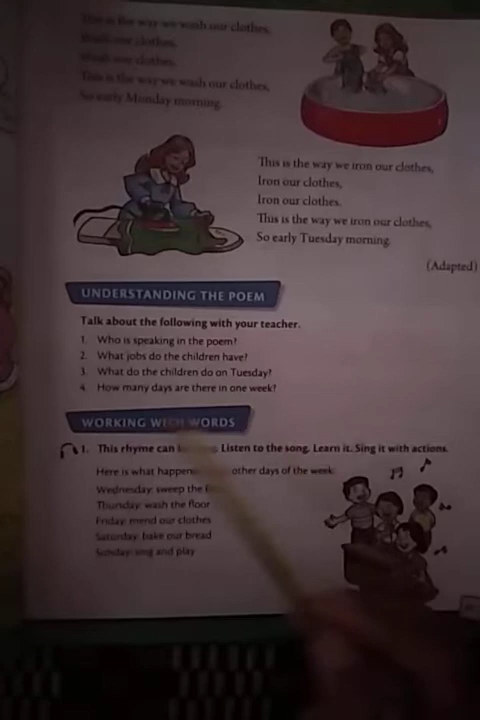 This is the way we wash our clothes,
Wash our clothes,
Wash our clothes.
This is the way we wash our clothes,
So early Monday morning.
This is the way we iron our clothes,
Iron our clothes,
Iron our clothes.
This is the way we iron our clothes,
So early Tuesday morning.
(Adapted)
UNDERSTANDING THE POEM
Talk about the following with your teacher.
1. Who is speaking in the poem?
2. What jobs do the children have?
3. What do the children do on Tuesday?
4. How many days are there in one week?
WORKING WITH WORDS
1. This rhyme can Listen to the song. Learn it. Sing it with actions.
Here is what other days of the week:
Wednesday: sweep the
Thursday: wash the floor
Friday: mend our clothes
Saturday: bake our bread
Sunday: sing and play